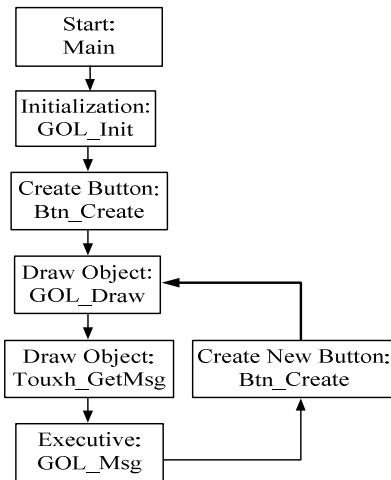 Start:
Main
Initialization:
GOL_Init
Create Button:
Btn_Create
Draw Object:
GOL_Draw
Draw Object:
Touxh_GetMsg
Create New Button:
Btn_Create
Executive:
GOL_Msg